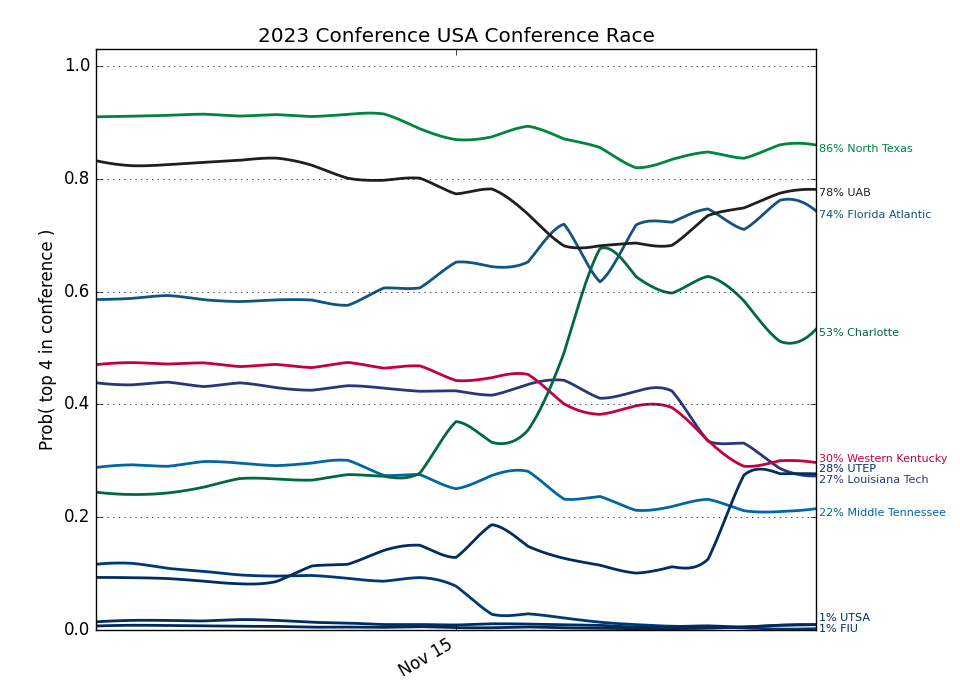 2023 Conference USA Conference Race
Prob( top 4 in conference )
1.0
0.8
0.6
0.4
0.2
0.0
Nov 15
86% North Texas
78% UAB
74% Florida Atlantic
53% Charlotte
30% Western Kentucky
28% UTEP
27% Louisiana Tech
22% Middle Tennessee
1% UTSA
1% FIU